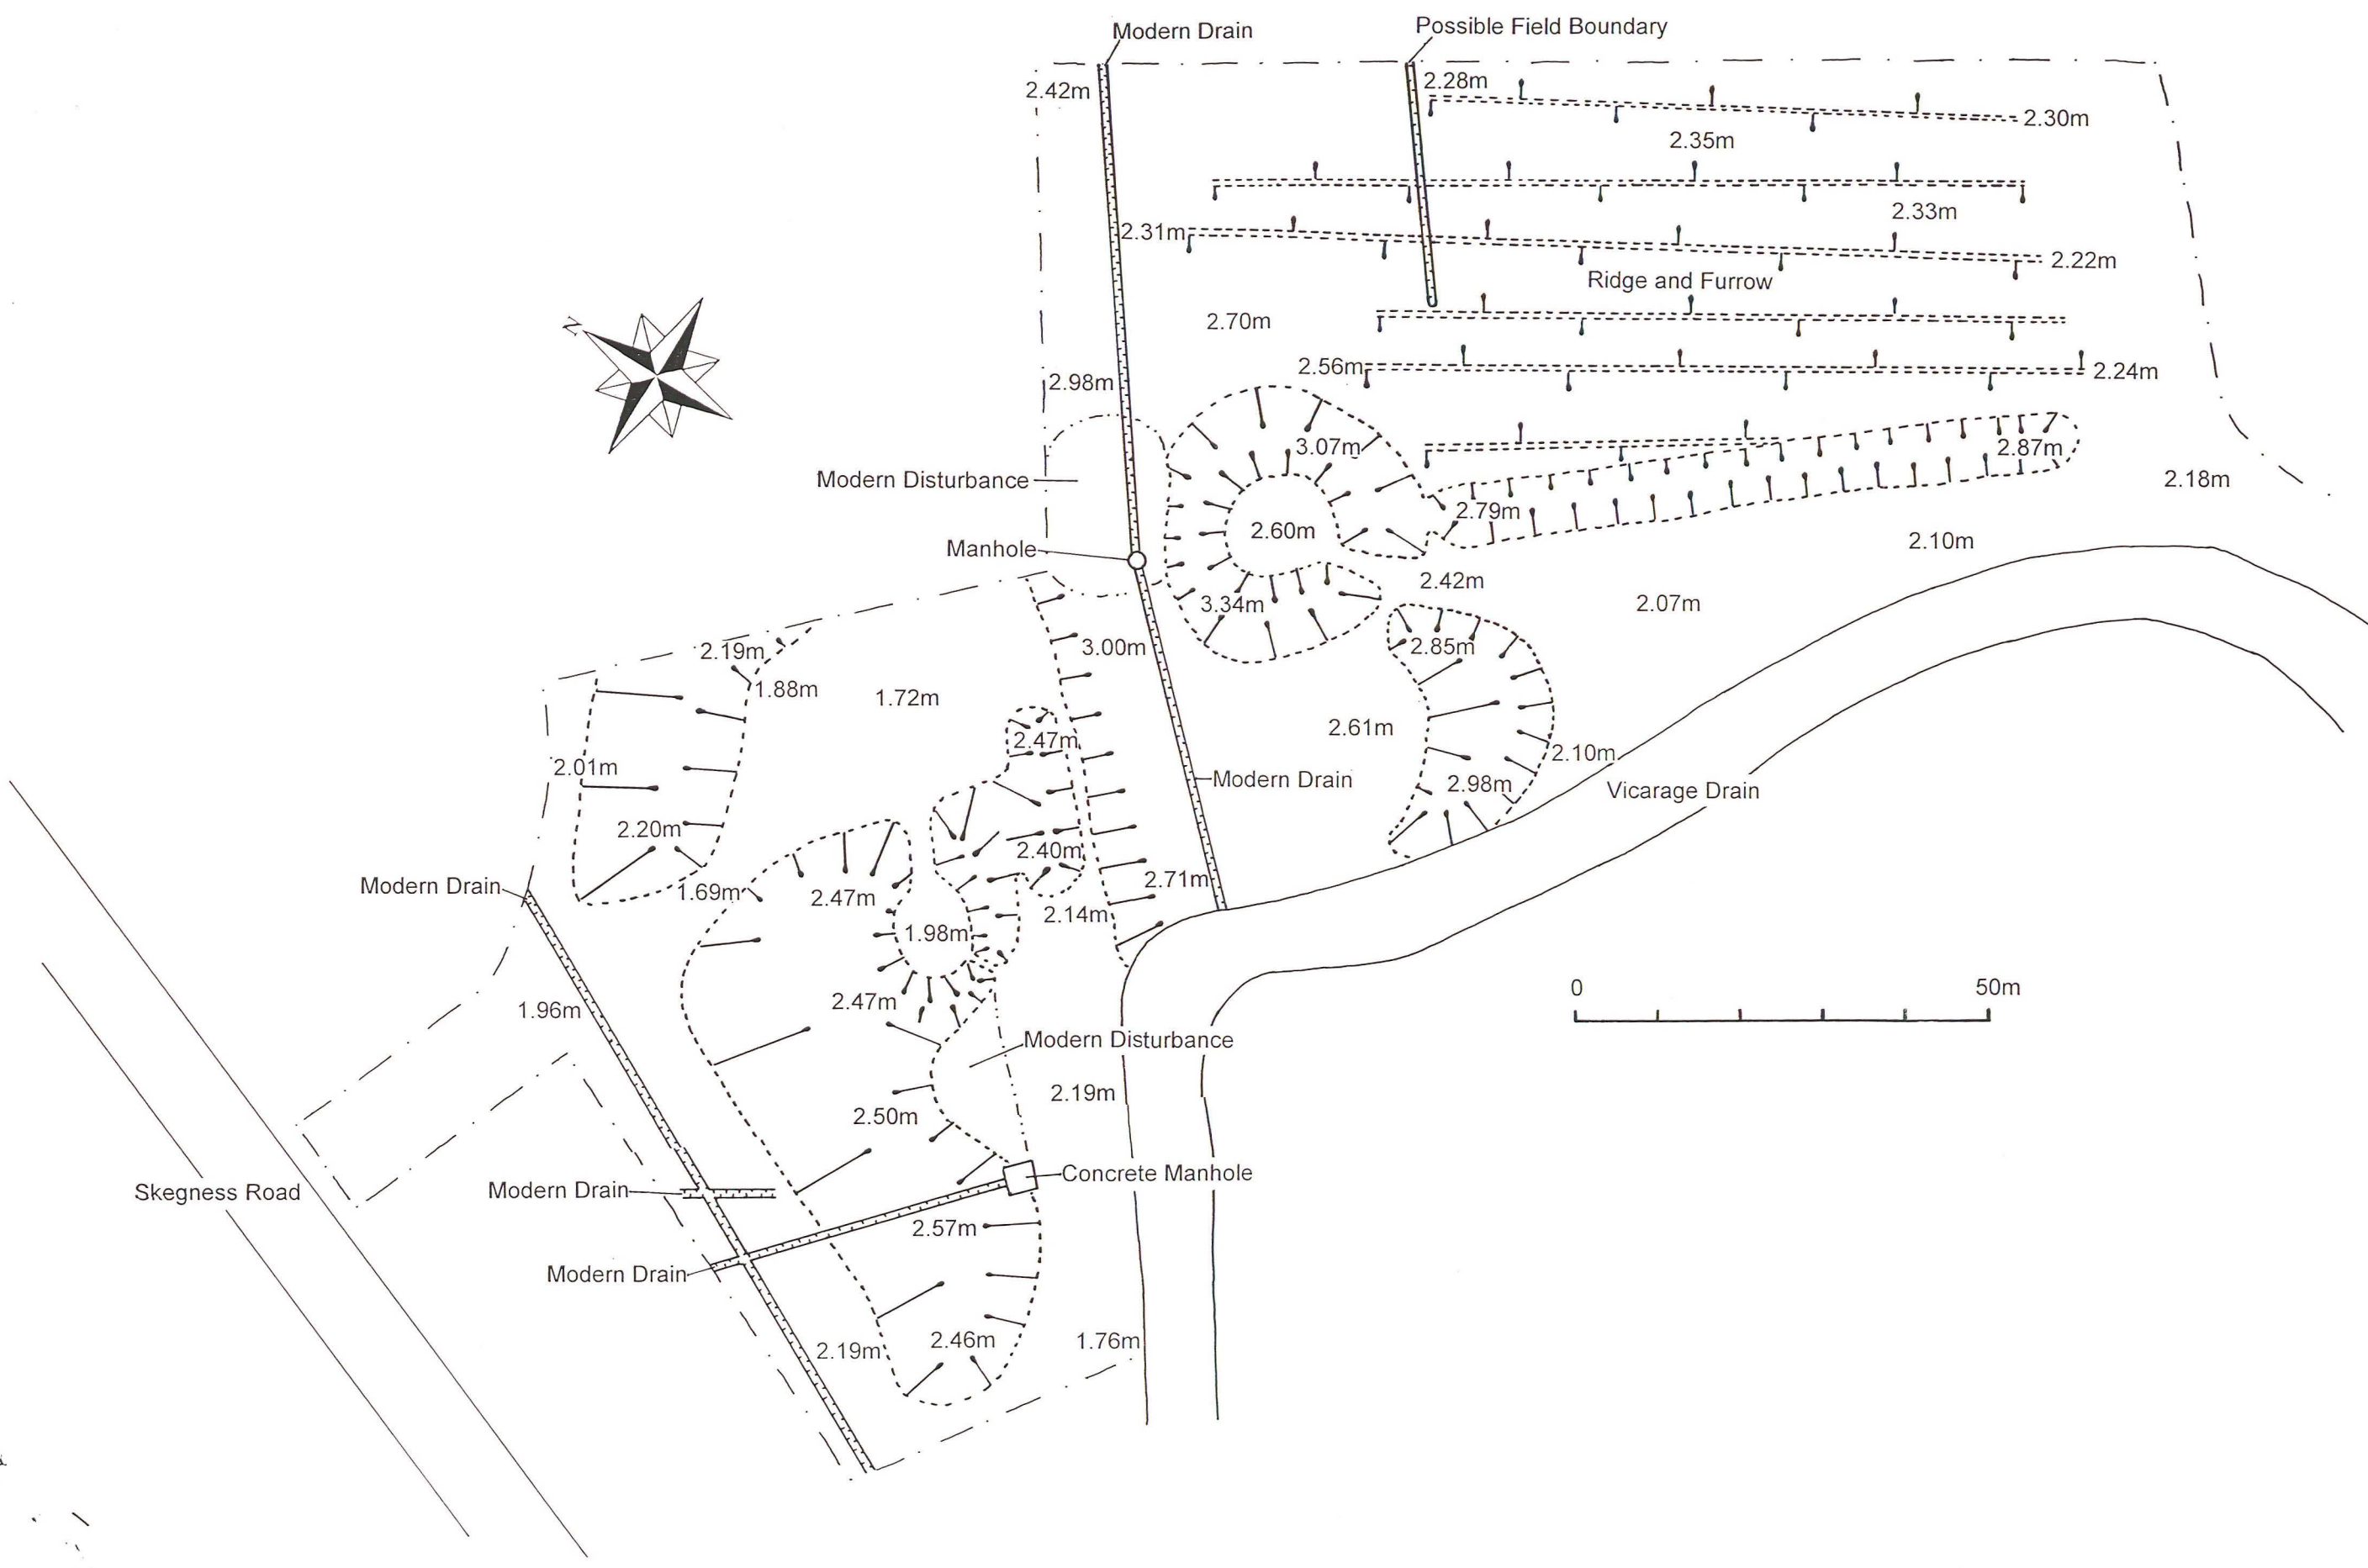 Modern Drain
Possible Field Boundary
2.42m
2.28m
2.30m
2.35m
2.33m
2.31m
2.22m
Ridge and Furrow
2.70m
2.56m
2.24m
2.98m
N
3.07m
2.87m
Modern Disturbance
2.18m
2.79m
2.60m
Manhole
2.10m
2.42m
3.34m
2.07m
3.00m
2.85m
2.19m
1.88m
1.72m
2.61m
2.47m
2.10m
2.01m
Modern Drain
2.98m
Vicarage Drain
2.20m
2.40m
2.71m
Modern Drain
1.69m
2.47m
2.14m
1.98m
0
50m
2.47m
1.96m
Modern Disturbance
2.19m
2.50m
Concrete Manhole
Skegness Road
Modern Drain
2.57m
Modern Drain
2.46m
1.76m
2.19m